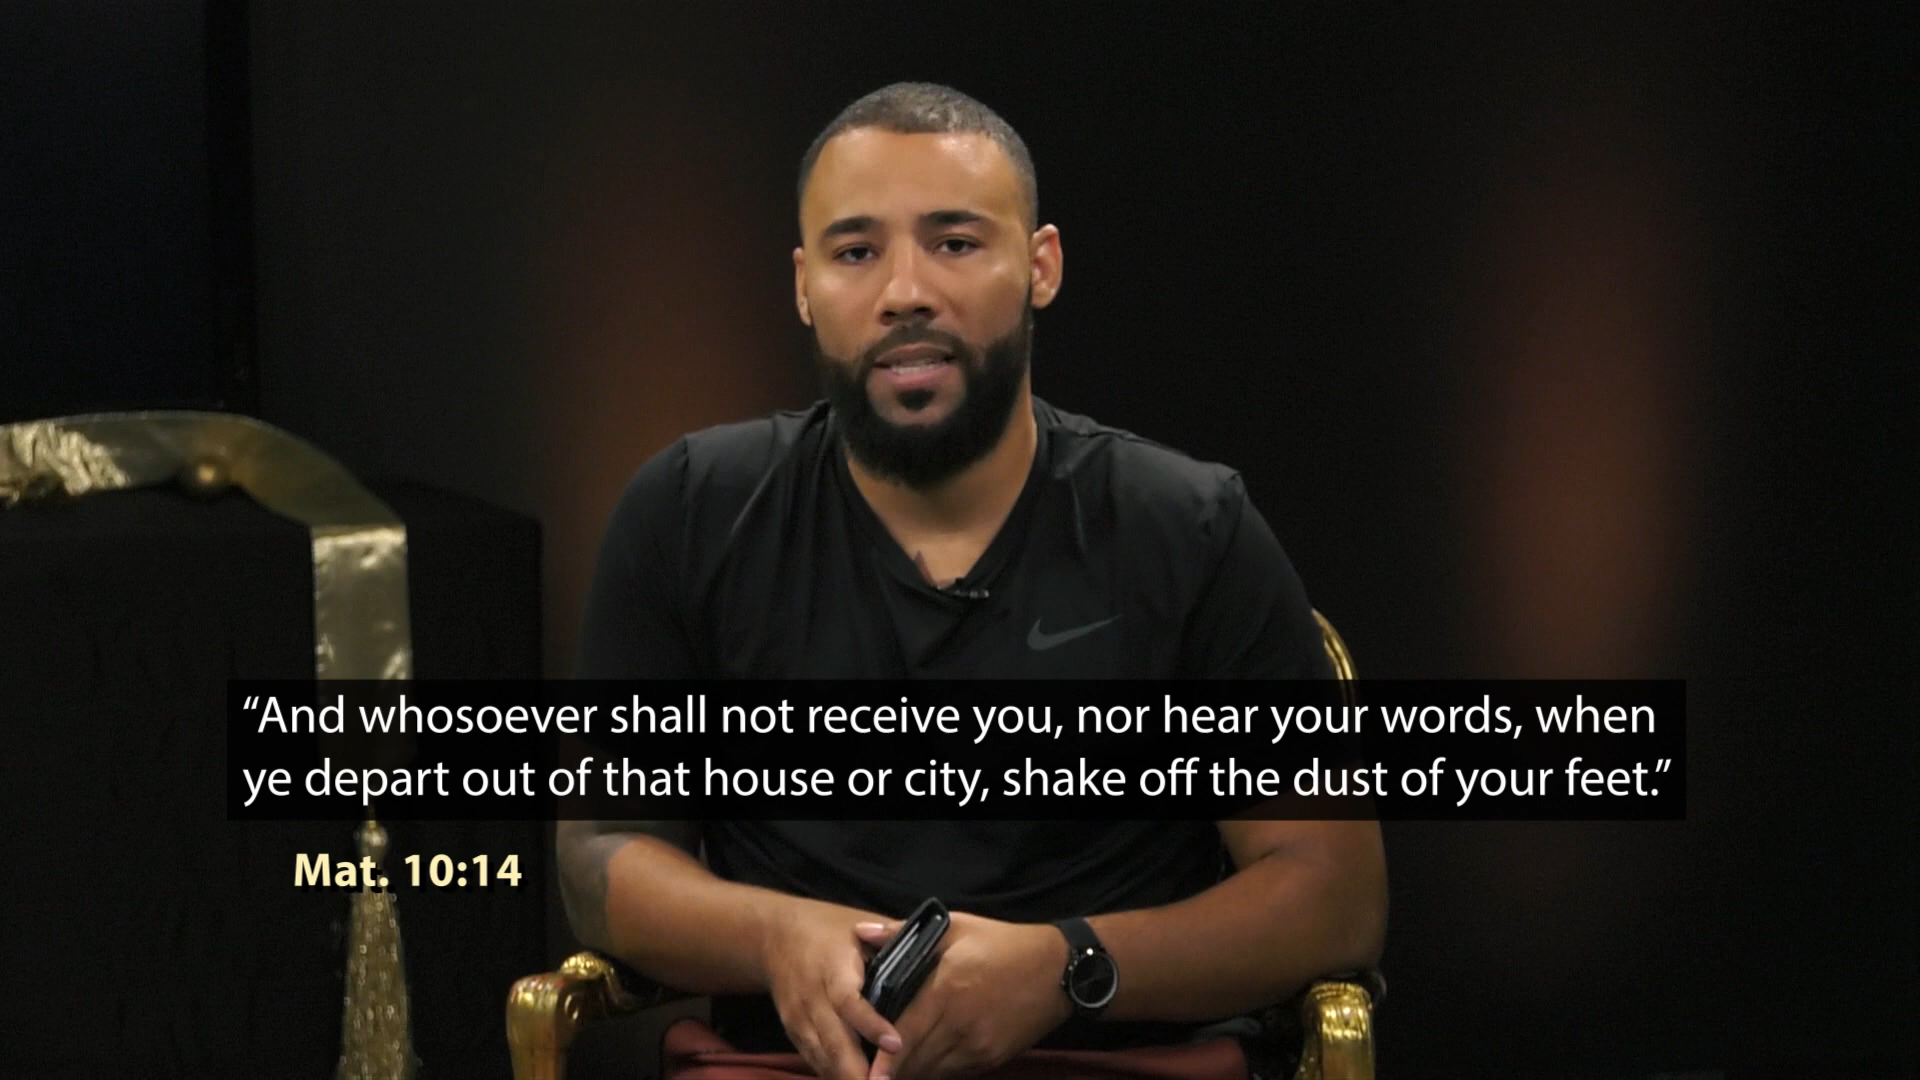 “And whosoever shall not receive you, nor hear your words, when
ye depart out of that house or city, shake off the dust of your feet.”
Mat. 10:14